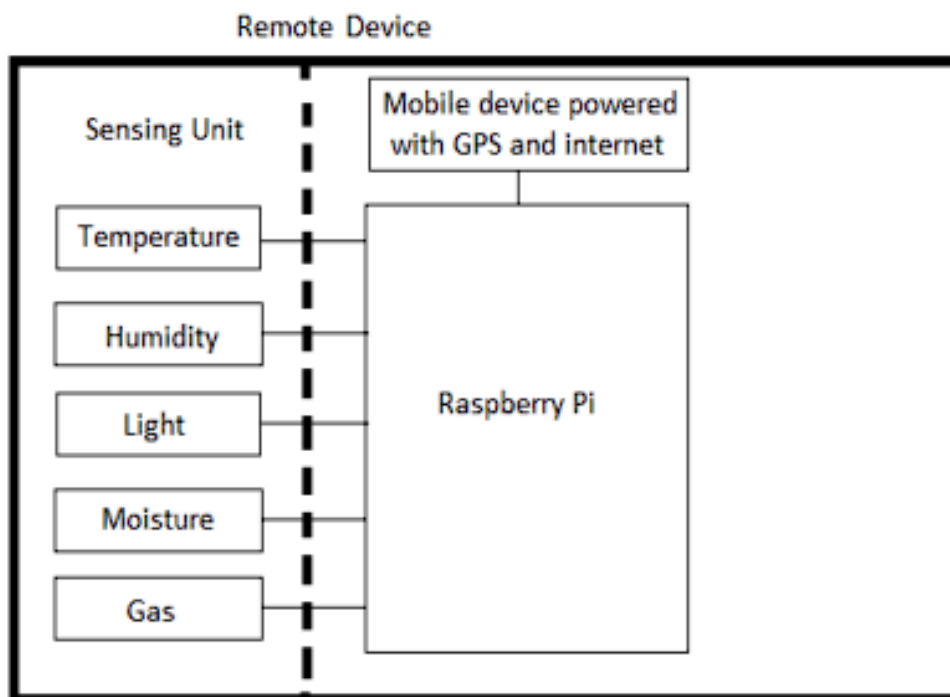 Remote Device
Sensing Unit
Mobile device powered
with GPS and internet
Temperature
Humidity
Light
Moisture
Gas
Raspberry Pi